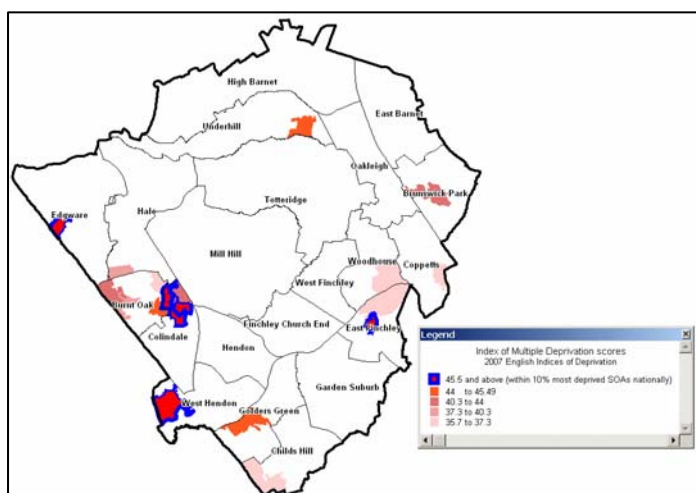 High Barnet
East Barnet
Underhill
Oakleigh
Brunswick Park
Totteridge
Hale
Edgware
Mill Hill
Woodhouse
Coppetts
West Finchley
Burnt Oak
Finchley Church End
East Finchley
Colindale
Hendon
Garden Suburb
West Hendon
Golders Green
Childs Hill
Legend
Index of Multiple Deprivation scores
2007 English Indices of Deprivation
45.5 and above (within 10% most deprived SOAs nationally)
44 to 45.49
40.3 to 44
37.3 to 40.3
35.7 to 37.3